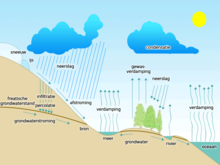 condensatie
sneeuw
neerslag
gewas-
verdamping
neerslag
infiltratie
percolatie
freatische
grondwaterstand
afstroming
verdamping
verdamping
verdamping
grondwaterstroming
bron
meer
grondwater
rivier
oceaan